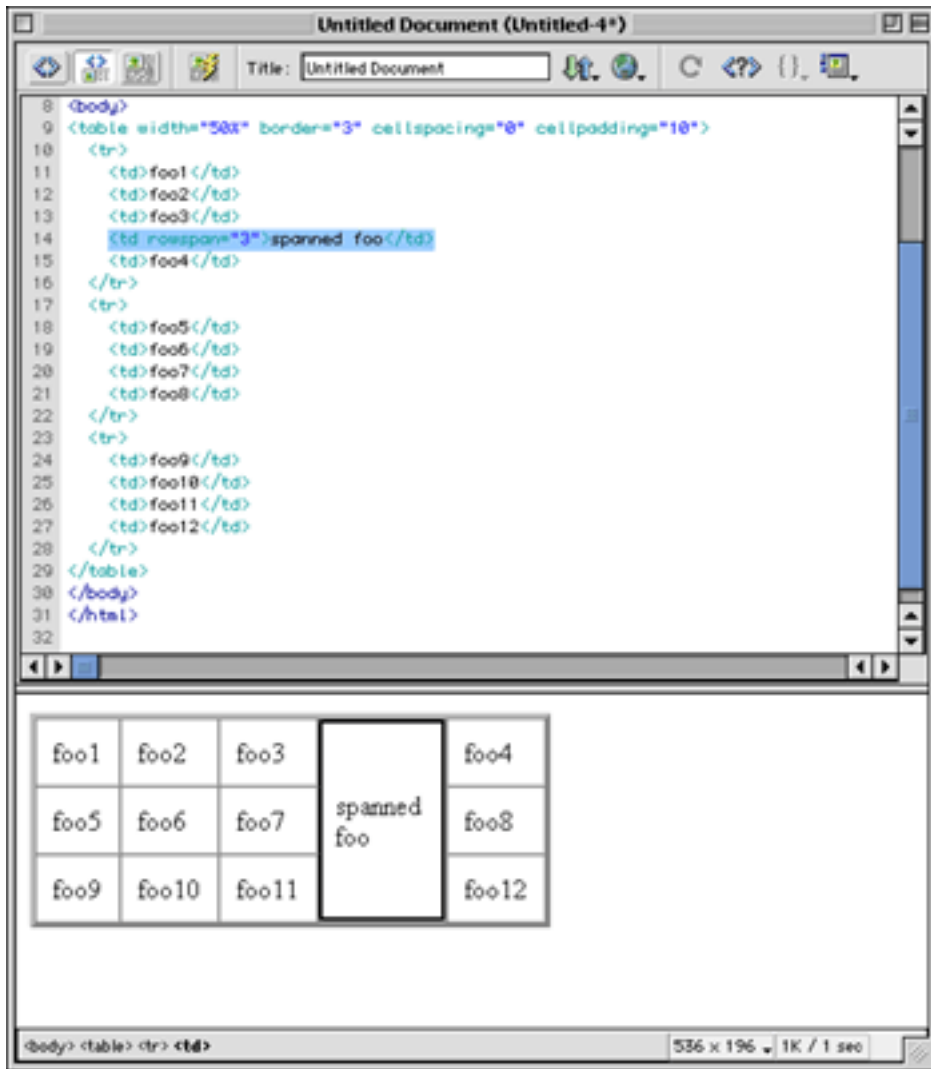 Untitled Document (Untitled-4*)
Title: Untitled Document
8 <body>
9 <table width="50%" border="3" cellspacing="0" cellpadding="10">
10 <tr>
11 <td>foo1</td>
12 <td>foo2</td>
13 <td>foo3</td>
14 <td rowspan="3">spanned foo</td>
15 <td>foo4</td>
16 </tr>
17 <tr>
18 <td>foo5</td>
19 <td>foo6</td>
20 <td>foo7</td>
21 <td>foo8</td>
22 </tr>
23 <tr>
24 <td>foo9</td>
25 <td>foo10</td>
26 <td>foo11</td>
27 <td>foo12</td>
28 </tr>
29 </table>
30 </body>
31 </html>
32
foo1 foo2 foo3 foo4
foo5 foo6 foo7 spanned foo8
foo
foo9 foo10 foo11 foo12
<body> <table> <tr> <td> 536 x 196 1K / 1 sec